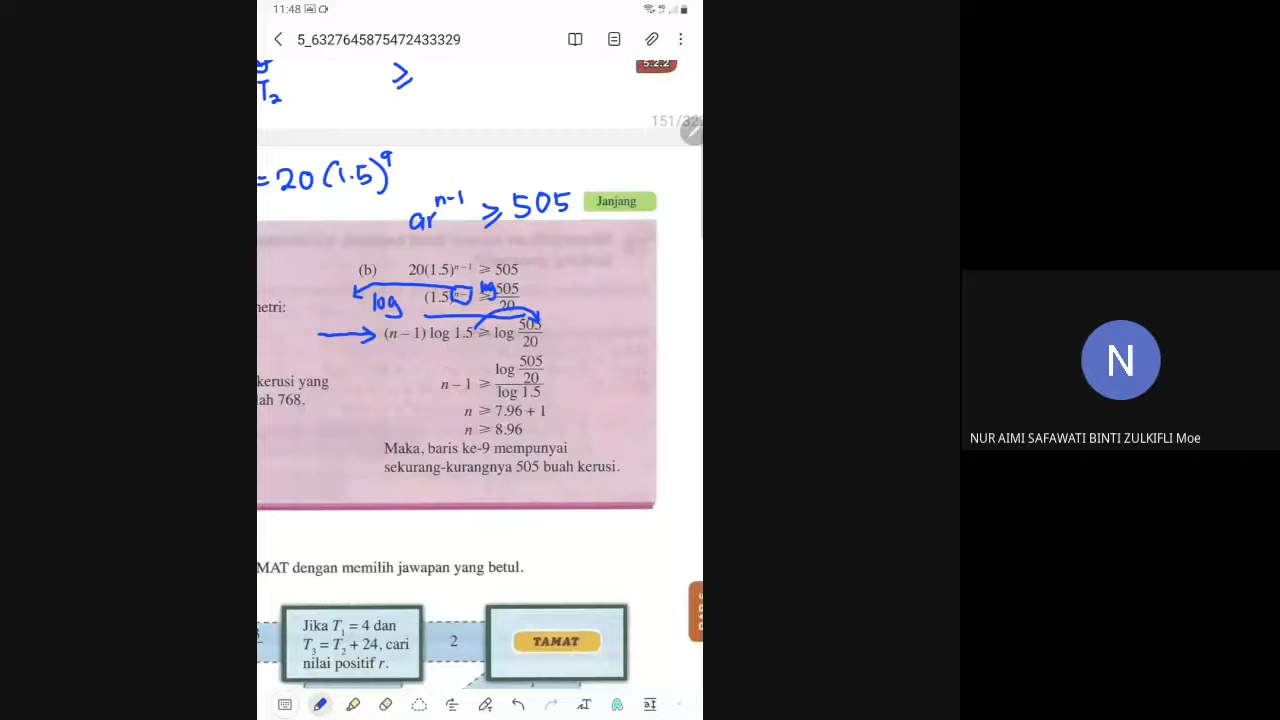 11:48
5_6327645875472433329
T₂
≥
5.2.2
151/32
= 20 (1.5)⁹
arⁿ⁻¹ ≥ 505
Janjang
(b) 20(1.5)ⁿ⁻¹ ≥ 505
log (1.5)ⁿ⁻ log ≥ 505/20
metri:
(n – 1) log 1.5 ≥ log 505/20
kerusi yang
n – 1 ≥ log 505/20 / log 1.5
ah 768.
n ≥ 7.96 + 1
n ≥ 8.96
Maka, baris ke-9 mempunyai
sekurang-kurangnya 505 buah kerusi.
MAT dengan memilih jawapan yang betul.
Jika T₁ = 4 dan
T₃ = T₂ + 24, cari
nilai positif r.
2
TAMAT
N
NUR AIMI SAFAWATI BINTI ZULKIFLI Moe